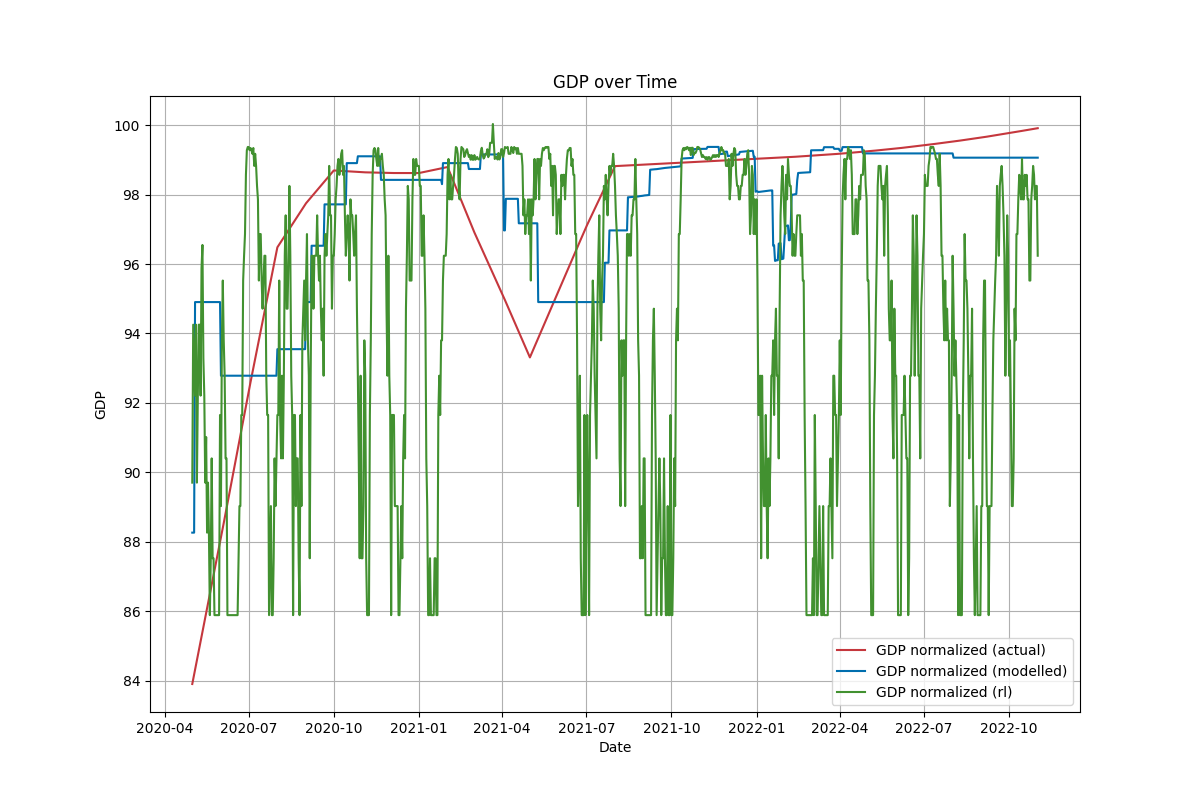 GDP over Time
GDP
100
98
96
94
92
90
88
86
84
2020-04 2020-07 2020-10 2021-01 2021-04 2021-07 2021-10 2022-01 2022-04 2022-07 2022-10
Date
GDP normalized (actual)
GDP normalized (modelled)
GDP normalized (rl)